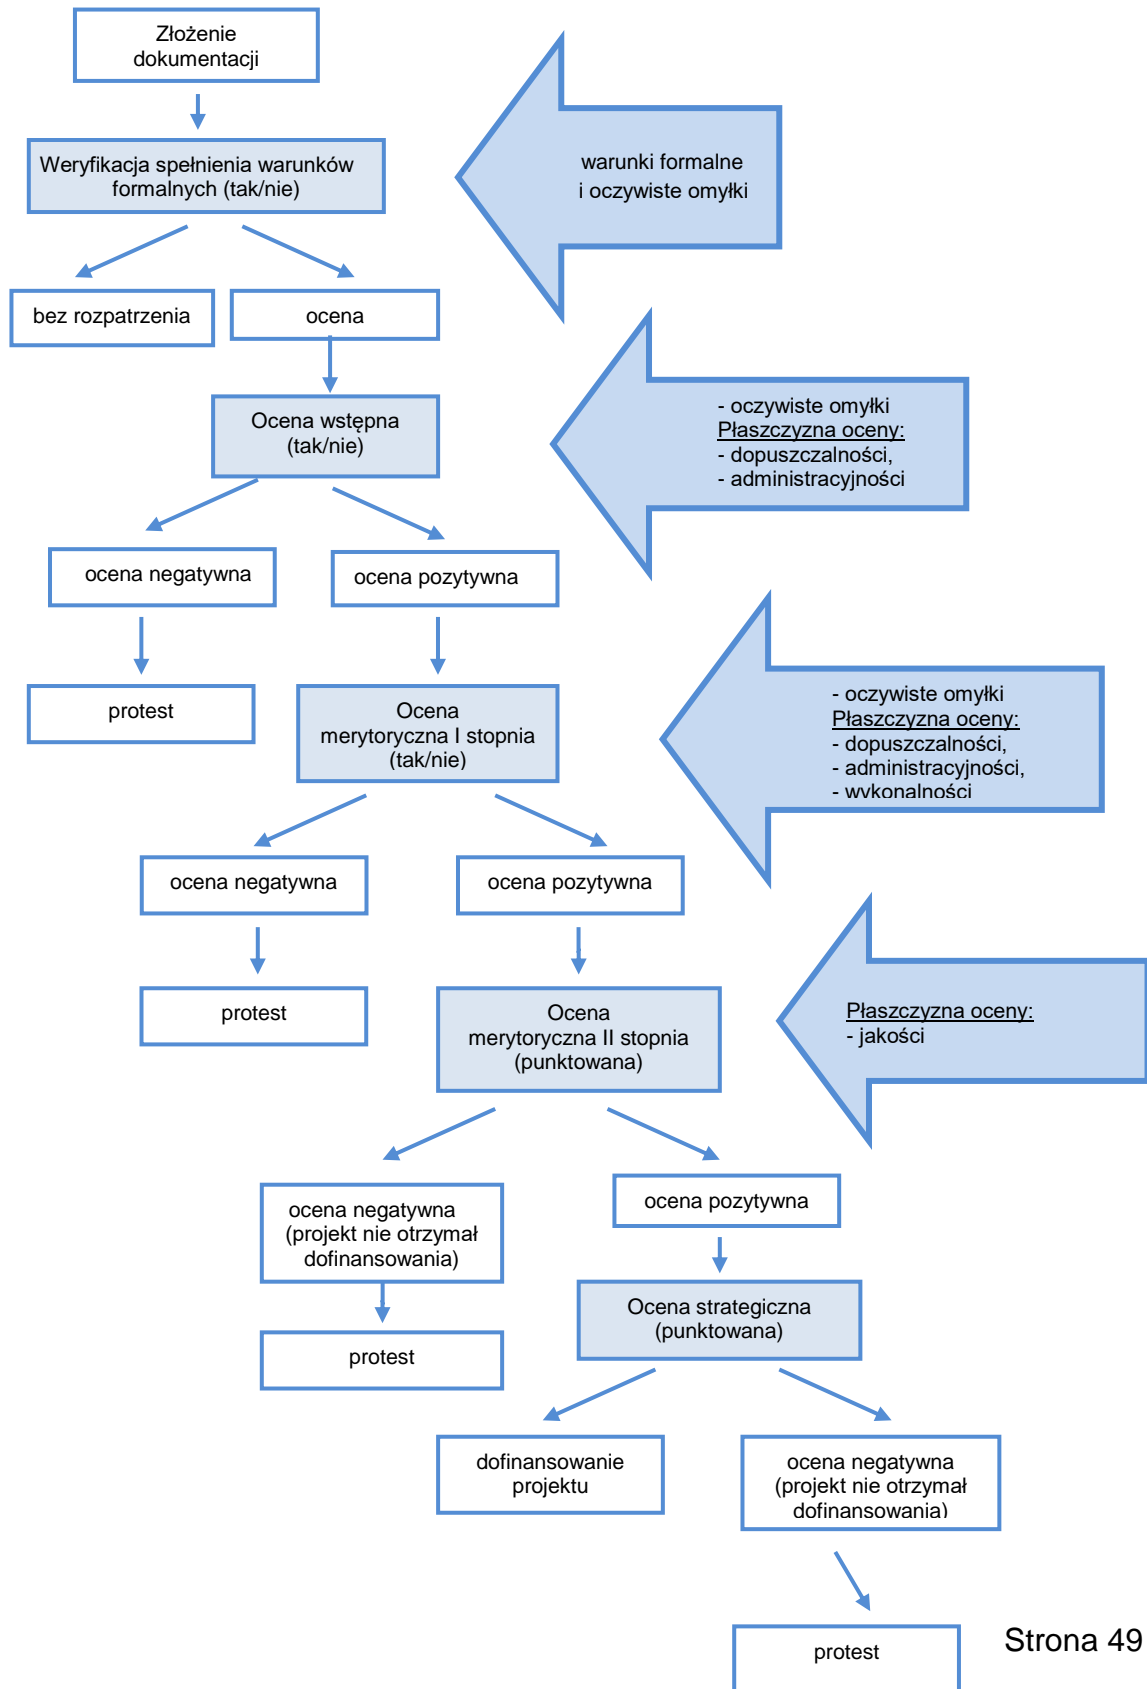 Złożenie
dokumentacji
Weryfikacja spełnienia warunków
formalnych (tak/nie)
warunki formalne
i oczywiste omyłki
bez rozpatrzenia
ocena
Ocena wstępna
(tak/nie)
- oczywiste omyłki
Płaszczyzna oceny:
- dopuszczalności,
- administracyjności
ocena negatywna
ocena pozytywna
protest
Ocena
merytoryczna I stopnia
(tak/nie)
- oczywiste omyłki
Płaszczyzna oceny:
- dopuszczalności,
- administracyjności,
- wykonalności
ocena negatywna
ocena pozytywna
protest
Ocena
merytoryczna II stopnia
(punktowana)
Płaszczyzna oceny:
- jakości
ocena negatywna
(projekt nie otrzymał
dofinansowania)
ocena pozytywna
protest
Ocena strategiczna
(punktowana)
dofinansowanie
projektu
ocena negatywna
(projekt nie otrzymał
dofinansowania)
protest
Strona 49